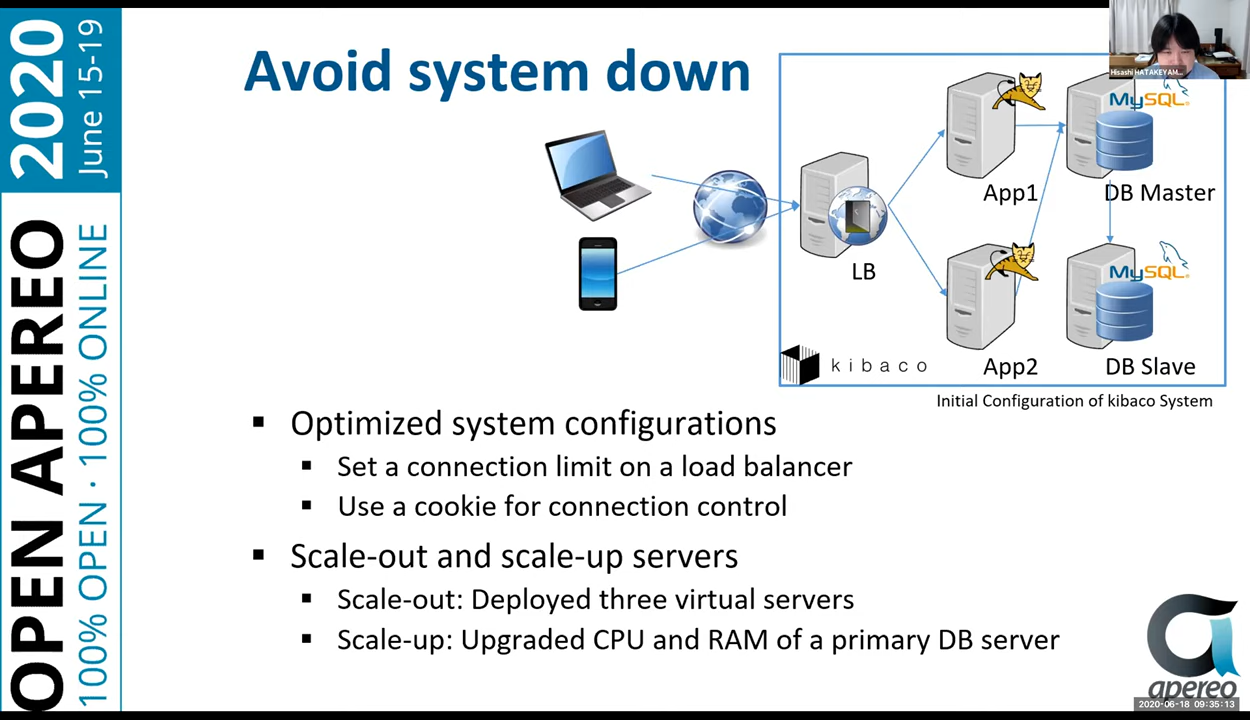 OPEN APEREO 2020
100% OPEN · 100% ONLINE June 15-19
Avoid system down
Hisashi HATAKEYAM...
MySQL
App1
DB Master
LB
MySQL
App2
DB Slave
kibaco
Initial Configuration of kibaco System
▪ Optimized system configurations
▪ Set a connection limit on a load balancer
▪ Use a cookie for connection control
▪ Scale-out and scale-up servers
▪ Scale-out: Deployed three virtual servers
▪ Scale-up: Upgraded CPU and RAM of a primary DB server
apereo
2020-06-18 09:35:13